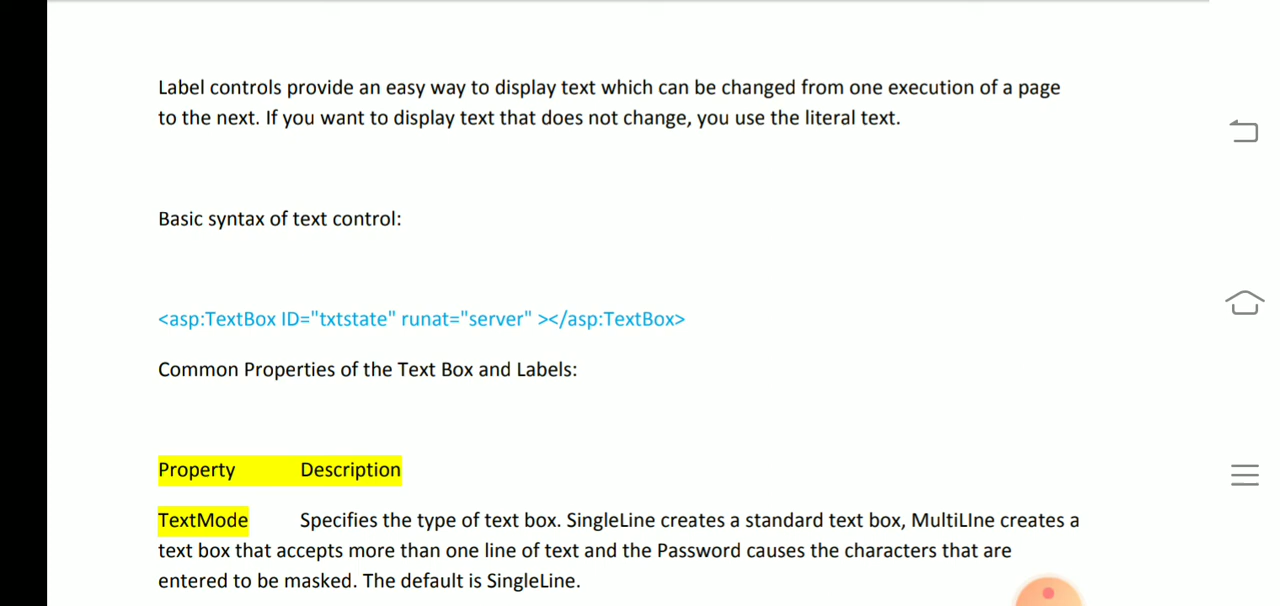 Label controls provide an easy way to display text which can be changed from one execution of a page
to the next. If you want to display text that does not change, you use the literal text.
Basic syntax of text control:
<asp:TextBox ID="txtstate" runat="server" ></asp:TextBox>
Common Properties of the Text Box and Labels:
Property Description
TextMode Specifies the type of text box. SingleLine creates a standard text box, MultiLIne creates a
text box that accepts more than one line of text and the Password causes the characters that are
entered to be masked. The default is SingleLine.